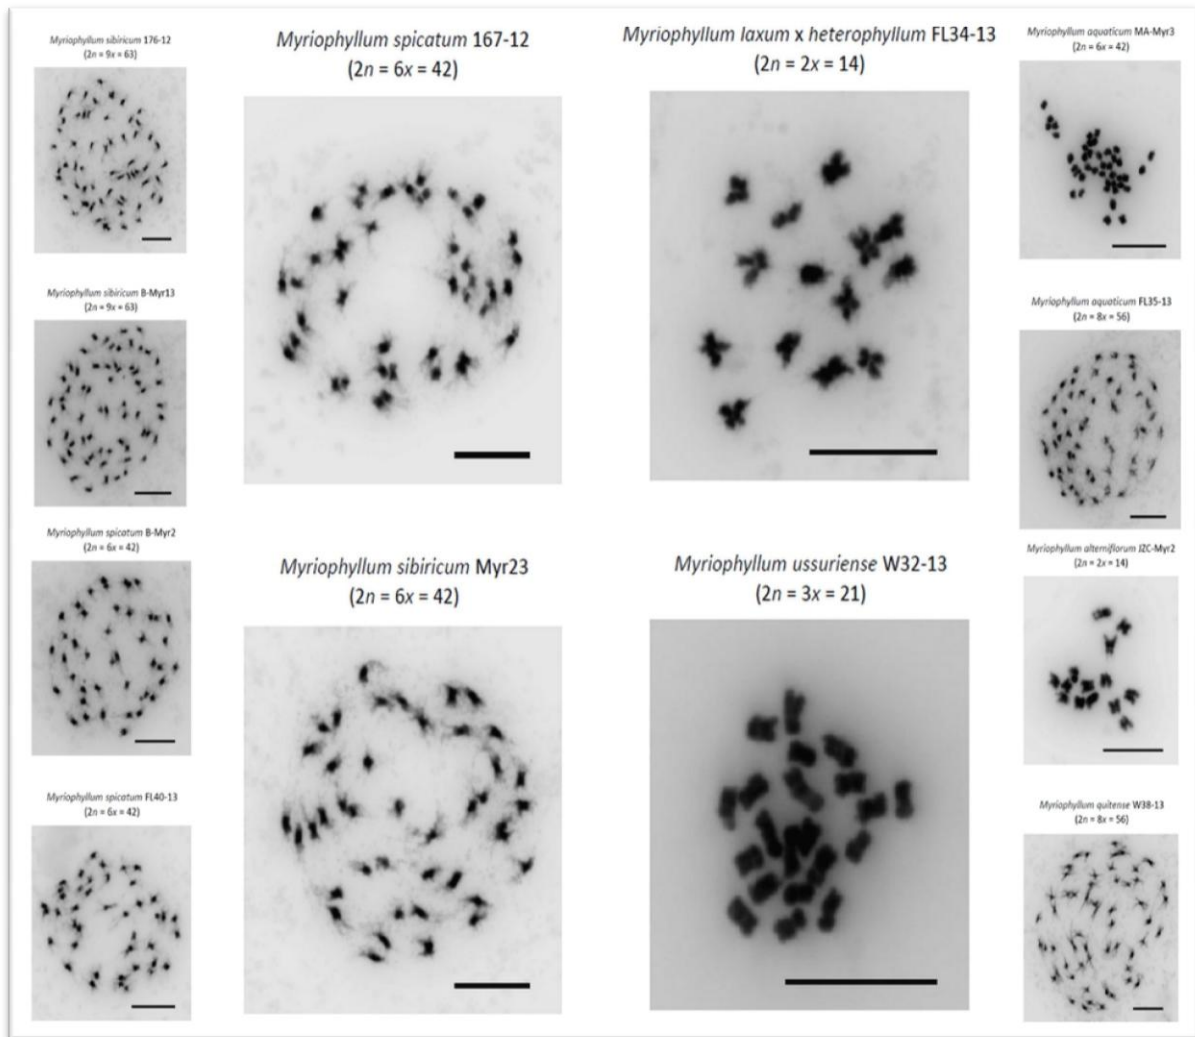 Myriophyllum sibiricum 176-12
(2n = 9x = 63)
Myriophyllum sibiricum B-Myr13
(2n = 9x = 63)
Myriophyllum spicatum B-Myr2
(2n = 6x = 42)
Myriophyllum spicatum FL40-13
(2n = 6x = 42)
Myriophyllum spicatum 167-12
(2n = 6x = 42)
Myriophyllum sibiricum Myr23
(2n = 6x = 42)
Myriophyllum laxum x heterophyllum FL34-13
(2n = 2x = 14)
Myriophyllum ussuriense W32-13
(2n = 3x = 21)
Myriophyllum aquaticum MA-Myr3
(2n = 6x = 42)
Myriophyllum aquaticum FL35-13
(2n = 8x = 56)
Myriophyllum alterniflorum JZC-Myr2
(2n = 2x = 14)
Myriophyllum quitense W38-13
(2n = 8x = 56)